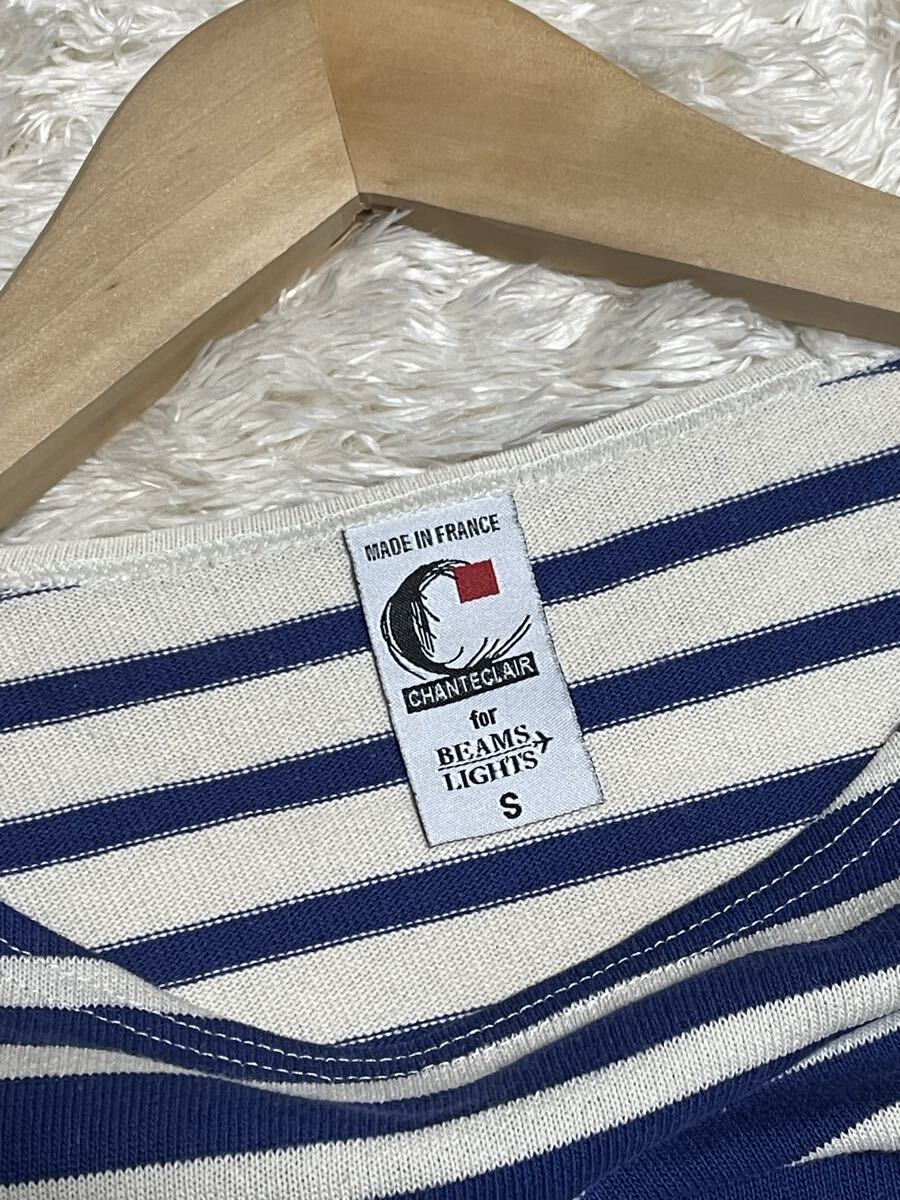 MADE IN FRANCE
CHANTECLAIR
for
BEAMS
LIGHTS
S